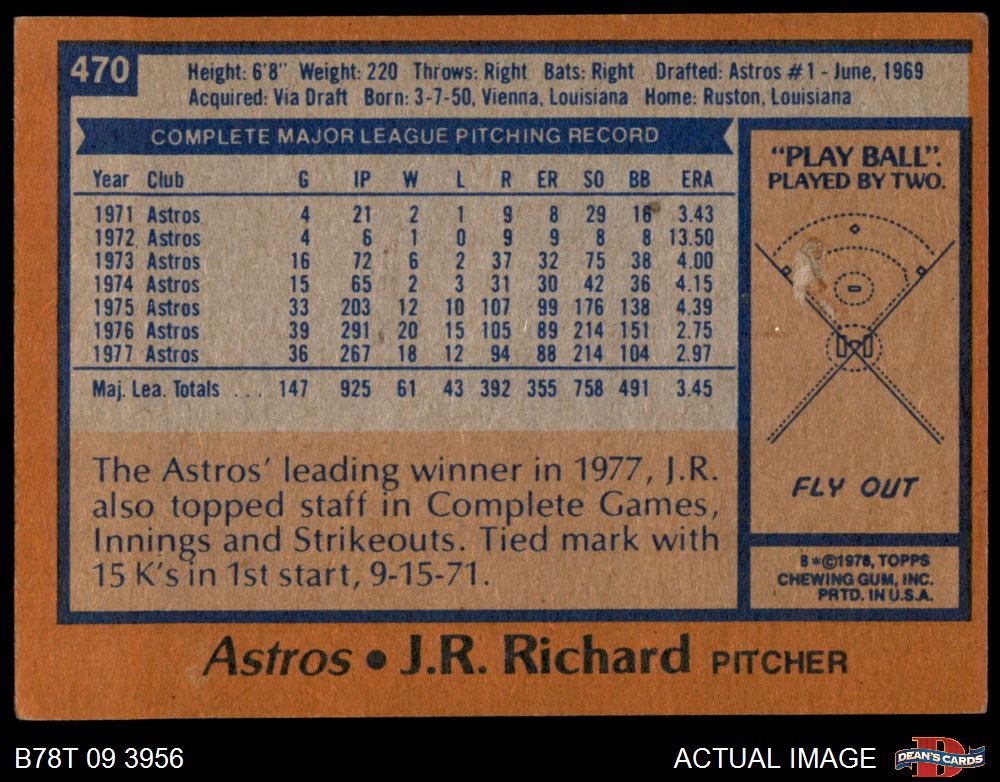 470
Height: 6'8" Weight: 220 Throws: Right Bats: Right Drafted: Astros #1 - June, 1969
Acquired: Via Draft Born: 3-7-50, Vienna, Louisiana Home: Ruston, Louisiana
COMPLETE MAJOR LEAGUE PITCHING RECORD
Year Club G IP W L R ER SO BB ERA
1971 Astros 4 21 2 1 9 8 29 16 3.43
1972 Astros 4 6 1 0 9 9 8 8 13.50
1973 Astros 16 72 6 2 37 32 75 38 4.00
1974 Astros 15 65 2 3 31 30 42 36 4.15
1975 Astros 33 203 12 10 107 99 176 138 4.39
1976 Astros 39 291 20 15 105 89 214 151 2.75
1977 Astros 36 267 18 12 94 88 214 104 2.97
Maj. Lea. Totals ... 147 925 61 43 392 355 758 491 3.45
The Astros' leading winner in 1977, J.R.
also topped staff in Complete Games,
Innings and Strikeouts. Tied mark with
15 K's in 1st start, 9-15-71.
"PLAY BALL".
PLAYED BY TWO.
FLY OUT
B*©1978, TOPPS
CHEWING GUM, INC.
PRTD. IN U.S.A.
Astros • J.R. Richard PITCHER
B78T 09 3956
ACTUAL IMAGE
D
DEAN'S CARDS